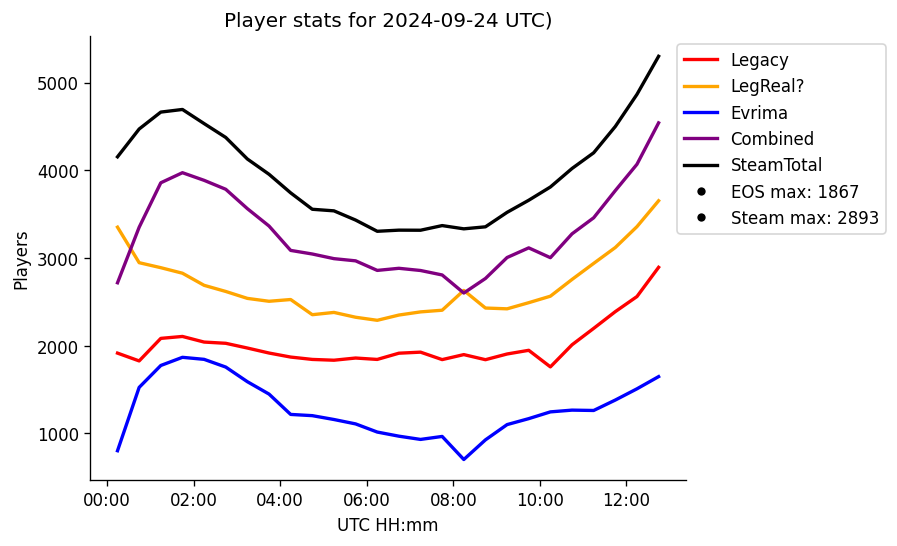 Player stats for 2024-09-24 UTC)
Players
5000
4000
3000
2000
1000
00:00 02:00 04:00 06:00 08:00 10:00 12:00
UTC HH:mm
Legacy
LegReal?
Evrima
Combined
SteamTotal
EOS max: 1867
Steam max: 2893